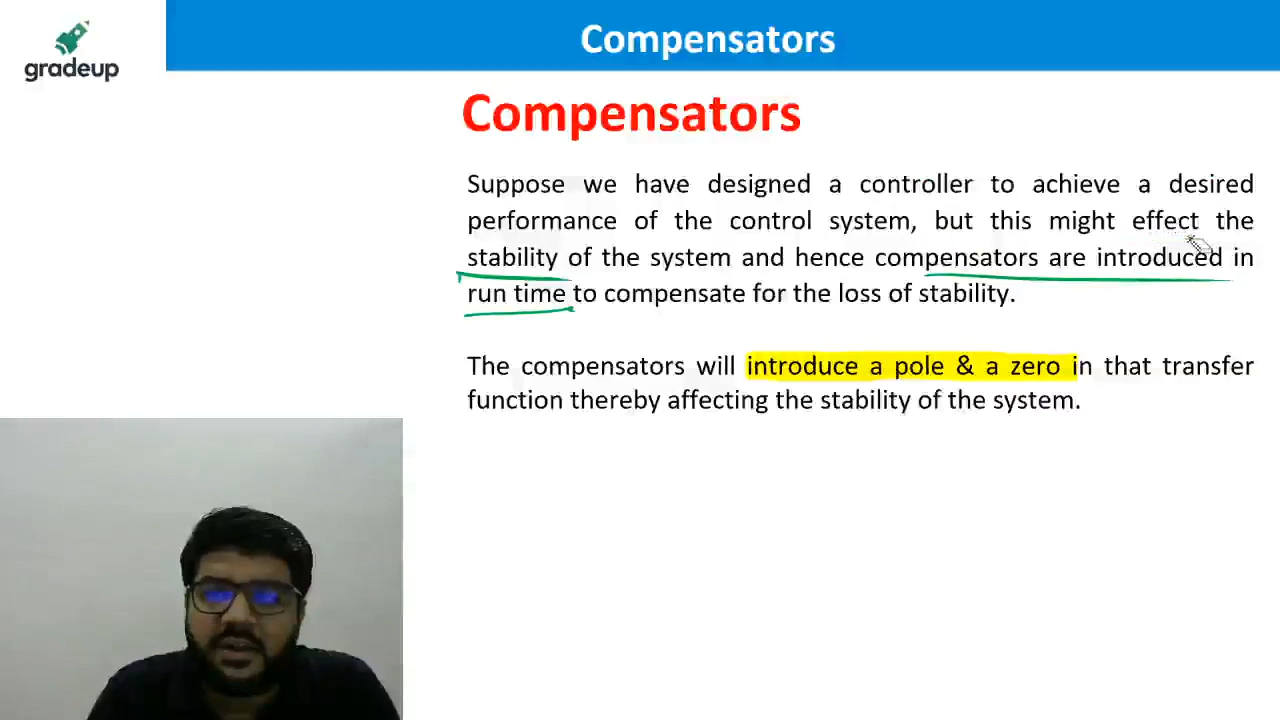 Compensators
gradeup
Compensators
Suppose we have designed a controller to achieve a desired
performance of the control system, but this might effect the
stability of the system and hence compensators are introduced in
run time to compensate for the loss of stability.
The compensators will introduce a pole & a zero in that transfer
function thereby affecting the stability of the system.